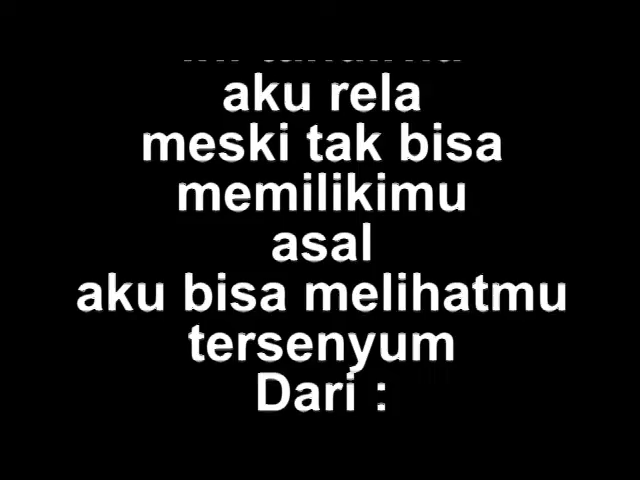 aku rela
meski tak bisa
memilikimu
asal
aku bisa melihatmu
tersenyum
Dari :